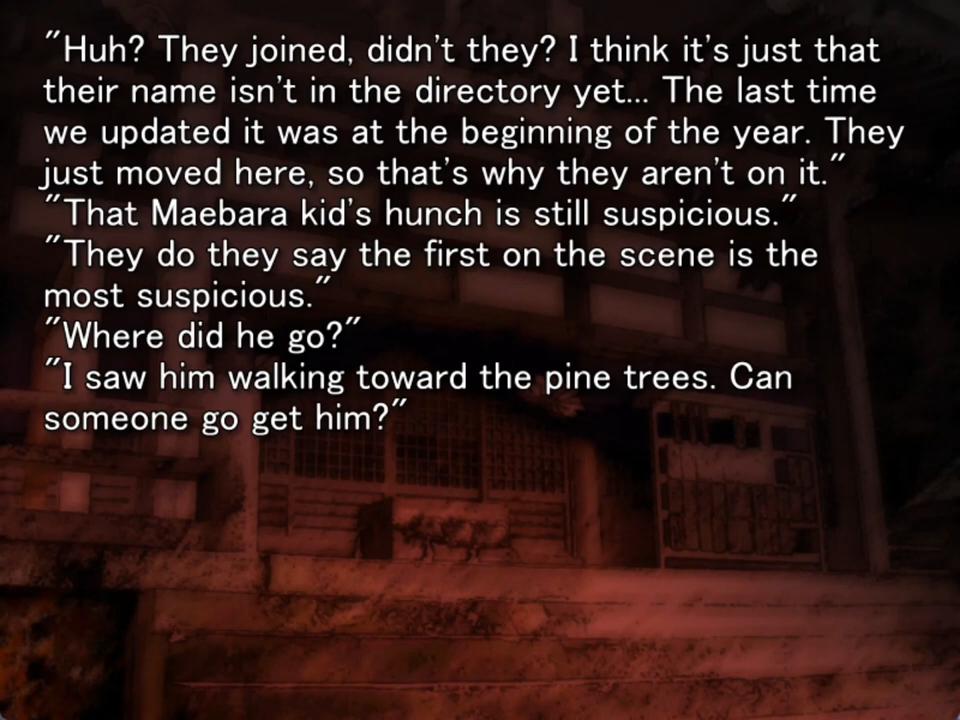 "Huh? They joined, didn't they? I think it's just that
their name isn't in the directory yet... The last time
we updated it was at the beginning of the year. They
just moved here, so that's why they aren't on it."
"That Maebara kid's hunch is still suspicious."
"They do they say the first on the scene is the
most suspicious."
"Where did he go?"
"I saw him walking toward the pine trees. Can
someone go get him?"